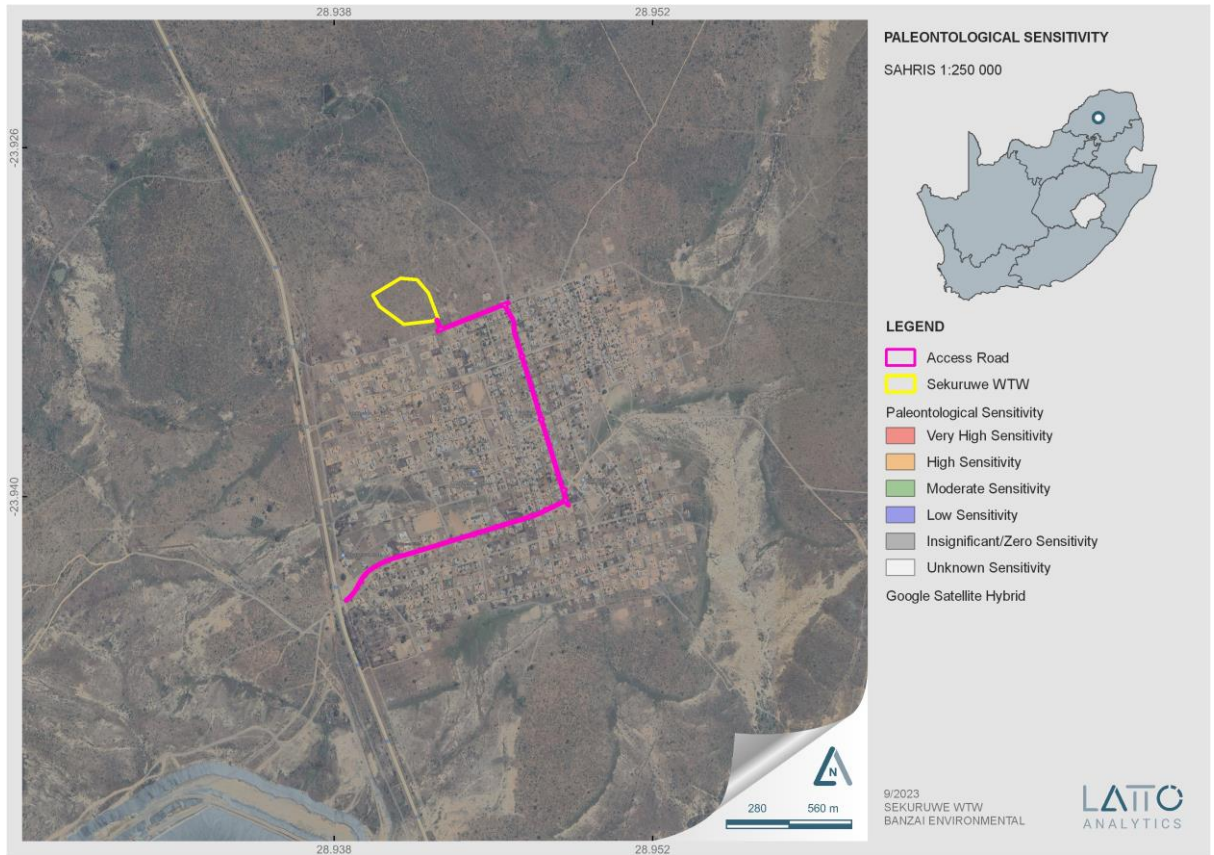 28.938
28.952
-23.926
-23.940
28.938
28.952
280
560 m
N
PALEONTOLOGICAL SENSITIVITY
SAHRIS 1:250 000
LEGEND
Access Road
Sekuruwe WTW
Paleontological Sensitivity
Very High Sensitivity
High Sensitivity
Moderate Sensitivity
Low Sensitivity
Insignificant/Zero Sensitivity
Unknown Sensitivity
Google Satellite Hybrid
9/2023
SEKURUWE WTW
BANZAI ENVIRONMENTAL
LATTO
ANALYTICS